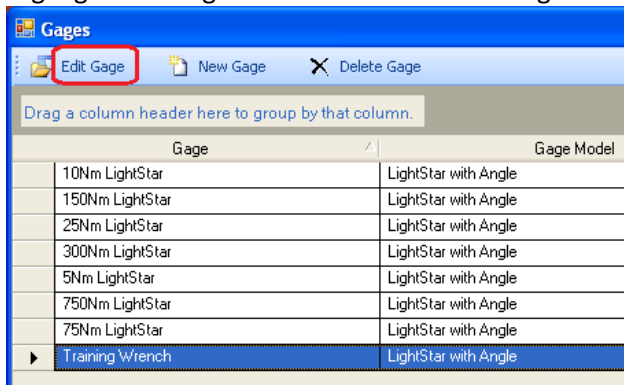 Gages
Edit Gage New Gage Delete Gage
Drag a column header here to group by that column.
Gage Gage Model
10Nm LightStar LightStar with Angle
150Nm LightStar LightStar with Angle
25Nm LightStar LightStar with Angle
300Nm LightStar LightStar with Angle
5Nm LightStar LightStar with Angle
750Nm LightStar LightStar with Angle
75Nm LightStar LightStar with Angle
Training Wrench LightStar with Angle